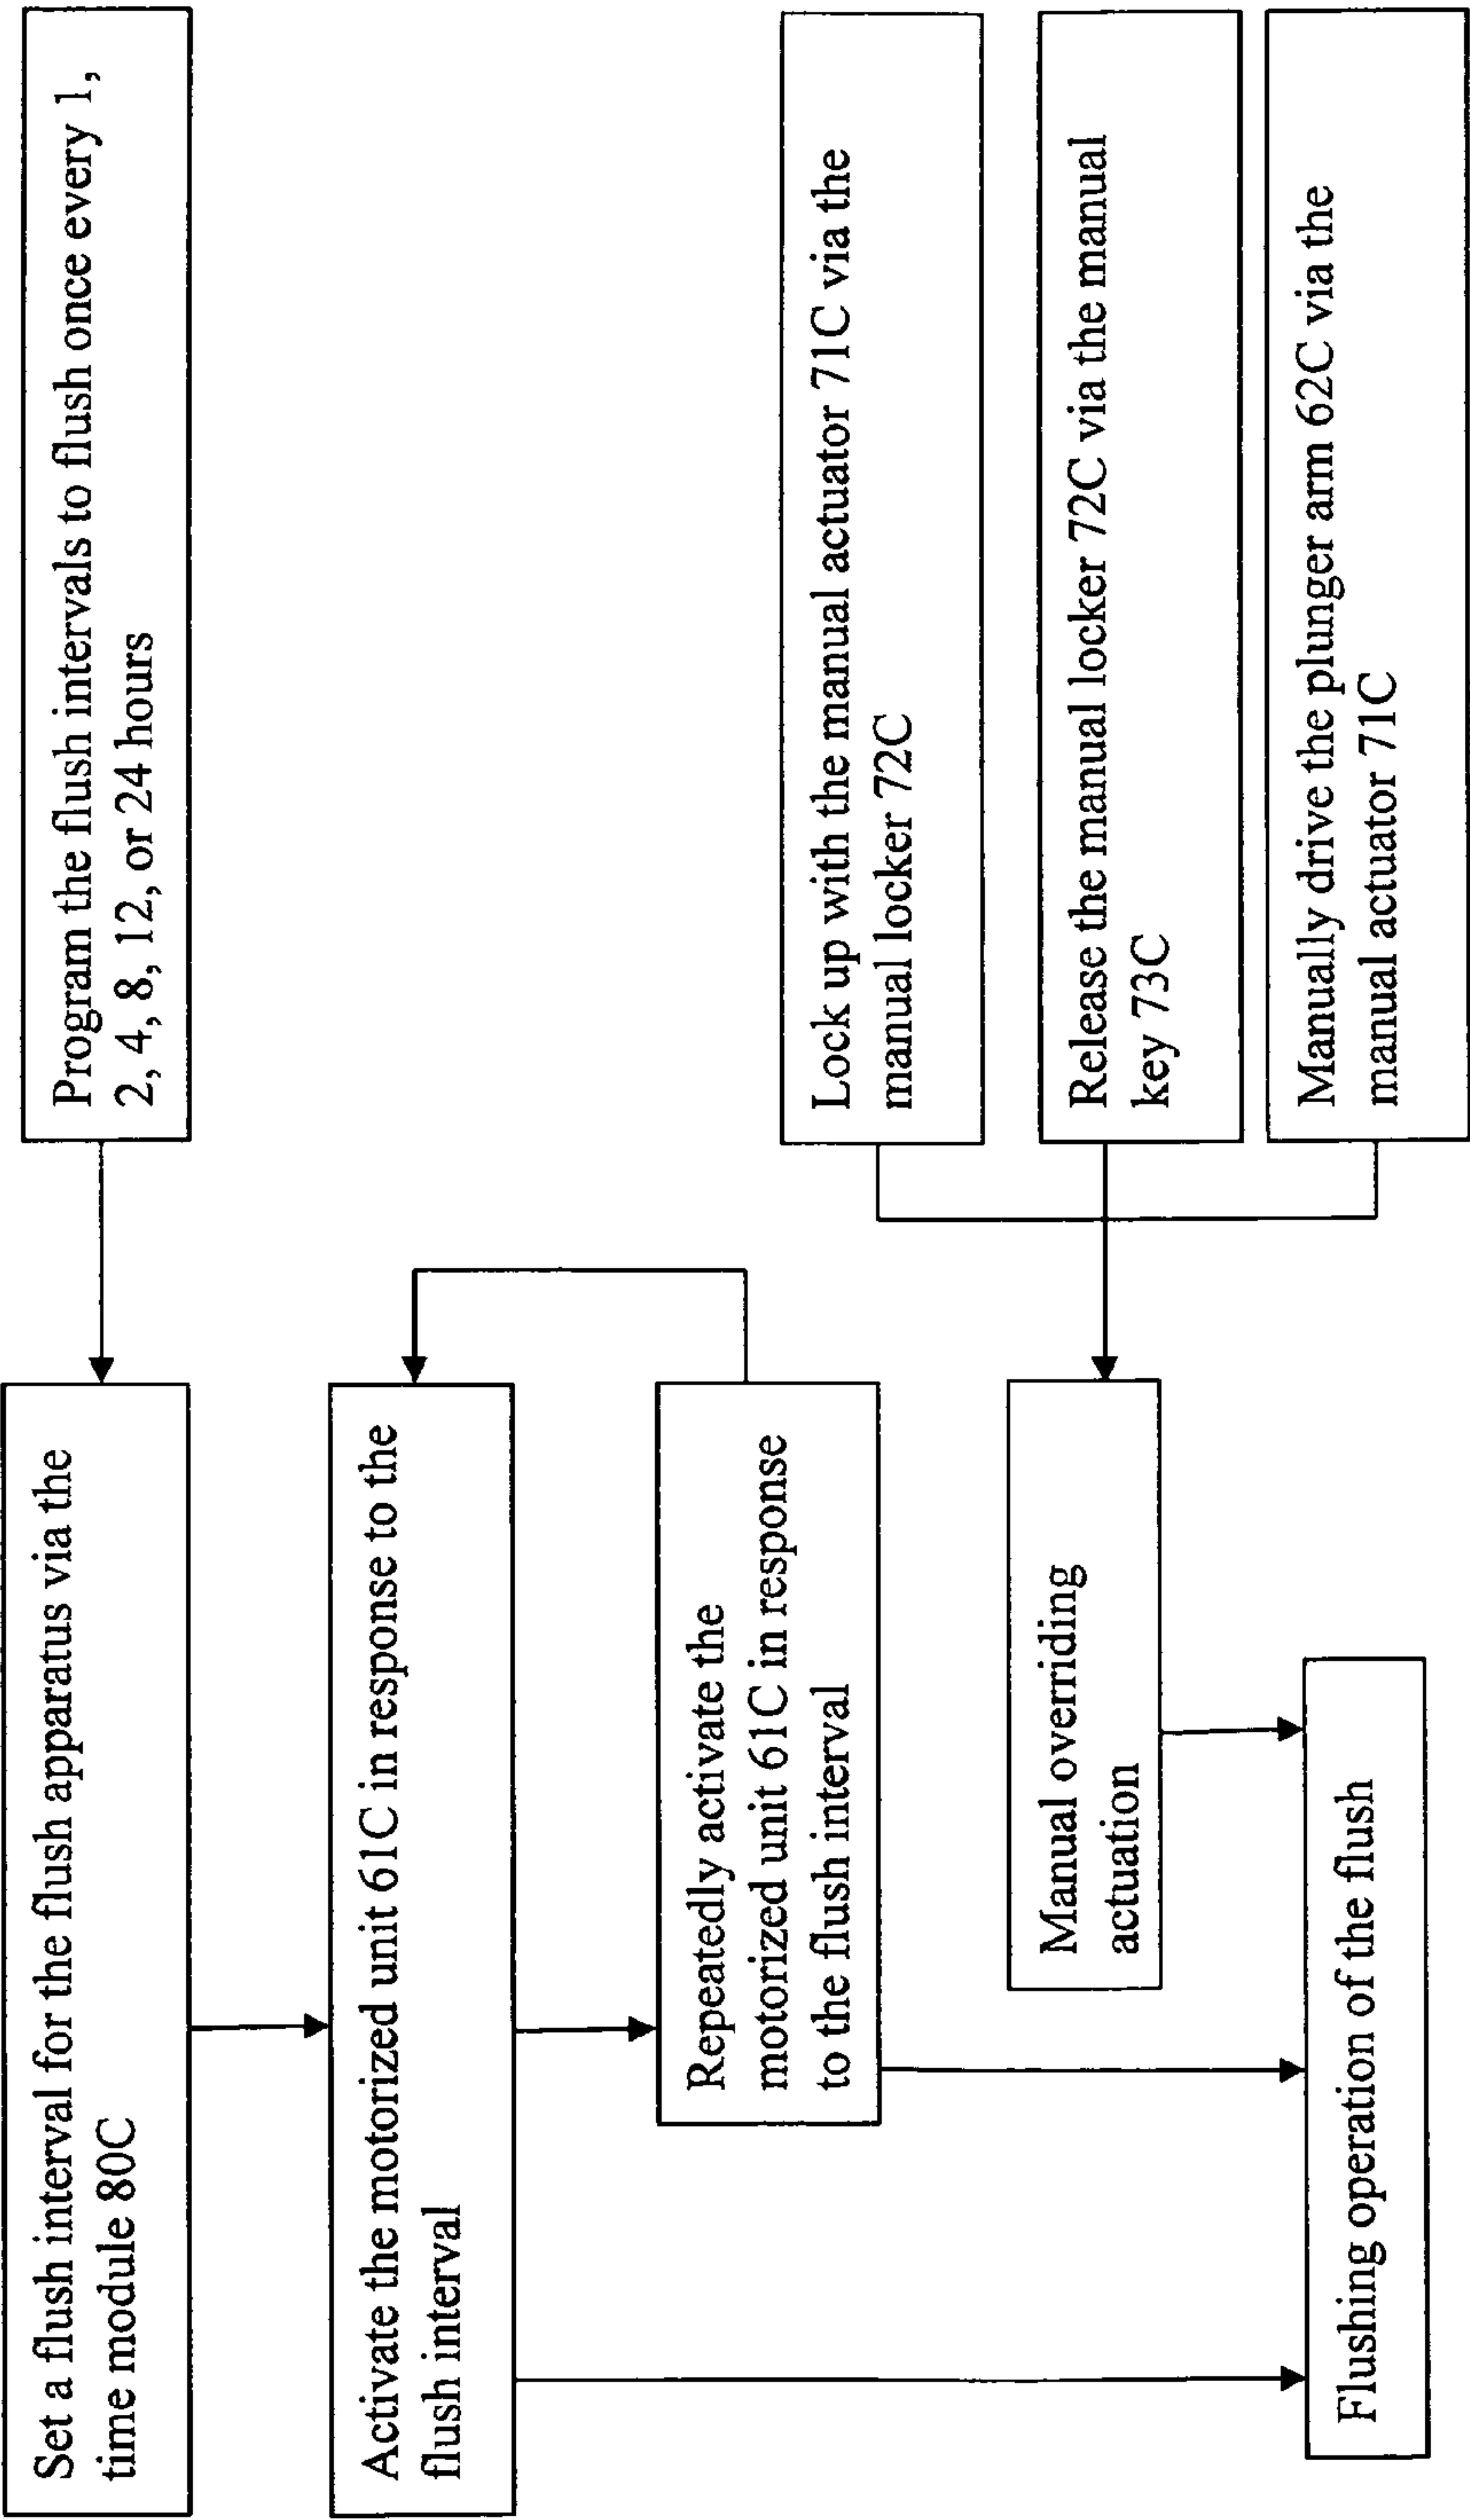 Set a flush interval for the flush apparatus via the
time module 80C
Program the flush intervals to flush once every 1,
2, 4, 8, 12, or 24 hours
Activate the motorized unit 61C in response to the
flush interval
Repeatedly activate the
motorized unit 61C in response
to the flush interval
Lock up with the manual actuator 71C via the
manual locker 72C
Manual overriding
actuation
Release the manual locker 72C via the manual
key 73C
Manually drive the plunger arm 62C via the
manual actuator 71C
Flushing operation of the flush